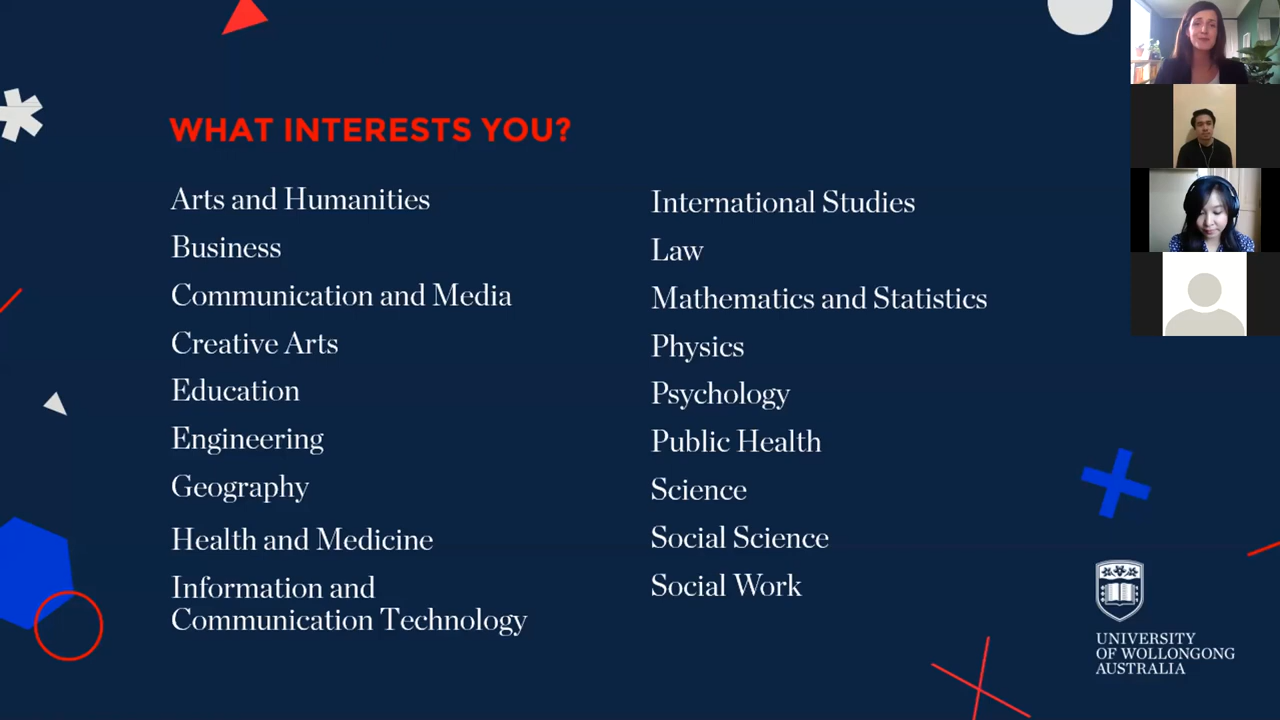 WHAT INTERESTS YOU?
Arts and Humanities
Business
Communication and Media
Creative Arts
Education
Engineering
Geography
Health and Medicine
Information and
Communication Technology
International Studies
Law
Mathematics and Statistics
Physics
Psychology
Public Health
Science
Social Science
Social Work
UNIVERSITY
OF WOLLONGONG
AUSTRALIA